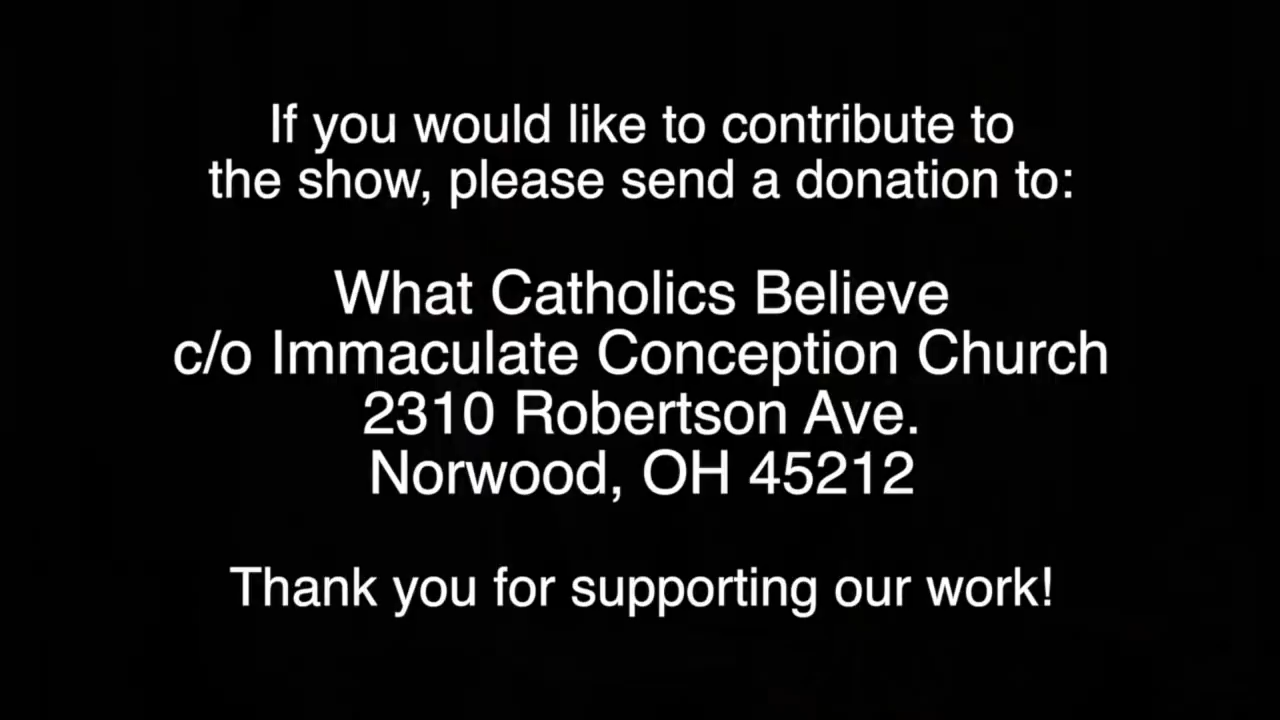 If you would like to contribute to
the show, please send a donation to:
What Catholics Believe
c/o Immaculate Conception Church
2310 Robertson Ave.
Norwood, OH 45212
Thank you for supporting our work!